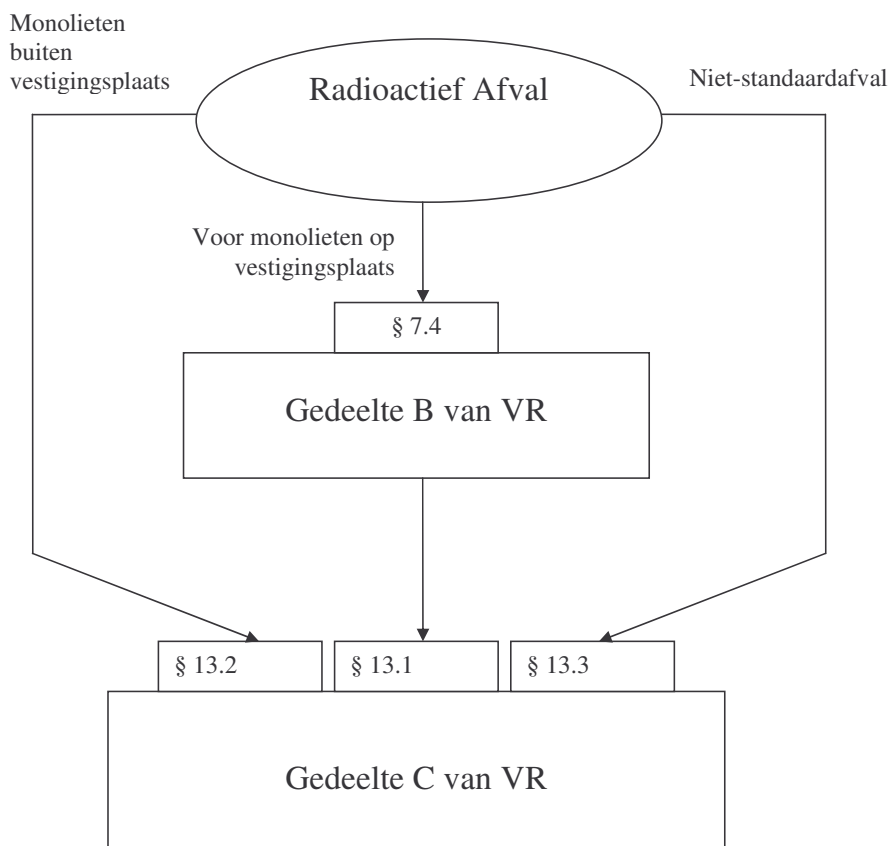 Monolieten
buiten
vestigingsplaats
Radioactief Afval
Niet-standaardafval
Voor monolieten op
vestigingsplaats
§ 7.4
Gedeelte B van VR
§ 13.2
§ 13.1
§ 13.3
Gedeelte C van VR